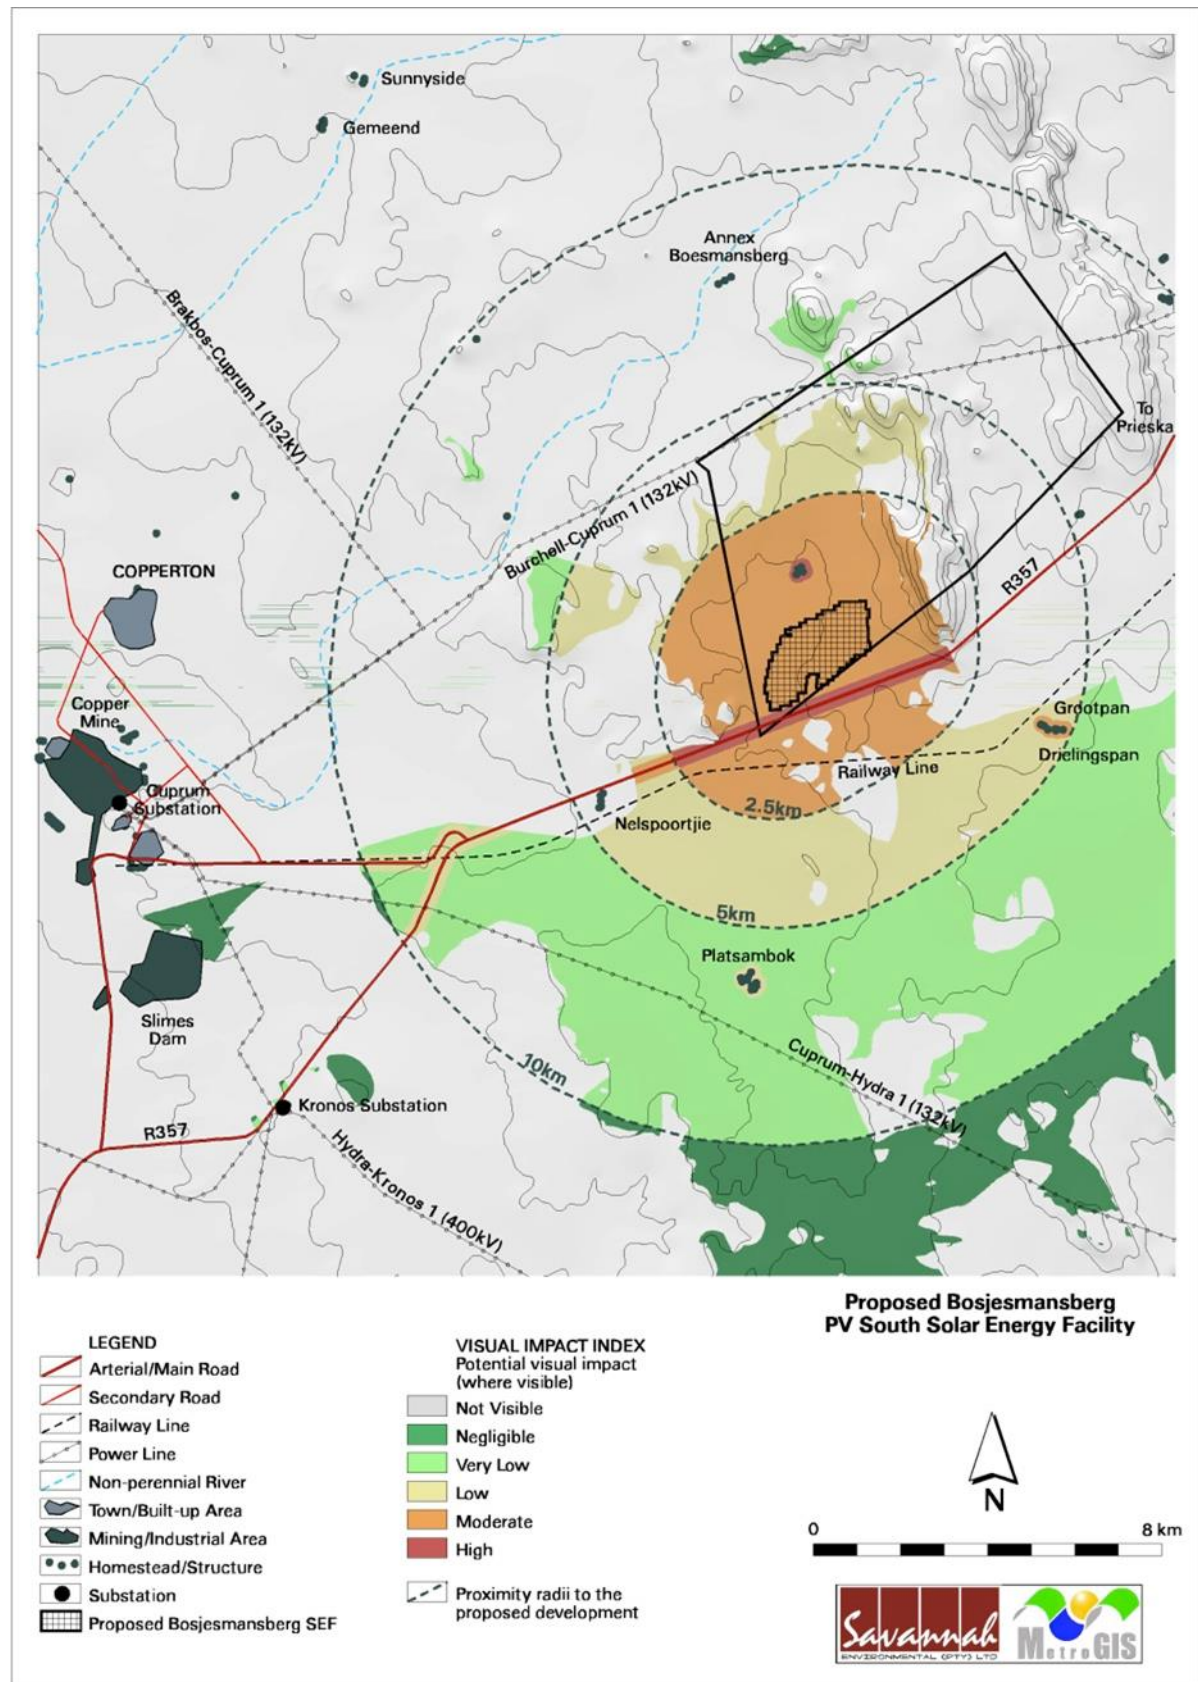 Sunnyside
Gemeend
Annex
Boesmansberg
Brakbos-Cuprum 1 (132kV)
To
Prieska
Burchell-Cuprum 1 (132kV)
R357
COPPERTON
Copper
Mine
Grootpan
Drielingspan
Railway Line
Cuprum
Substation
2.5km
Nelspoortjie
5km
Platsambok
Slimes
Dam
Cuprum-Hydra 1 (132kV)
10km
Kronos Substation
R357
Hydra-Kronos 1 (400kV)
Proposed Bosjesmansberg
PV South Solar Energy Facility
LEGEND
Arterial/Main Road
Secondary Road
Railway Line
Power Line
Non-perennial River
Town/Built-up Area
Mining/Industrial Area
Homestead/Structure
Substation
Proposed Bosjesmansberg SEF
VISUAL IMPACT INDEX
Potential visual impact
(where visible)
Not Visible
Negligible
Very Low
Low
Moderate
High
Proximity radii to the
proposed development
N
0 8 km
Savannah
ENVIRONMENTAL (PTY) LTD
MetroGIS